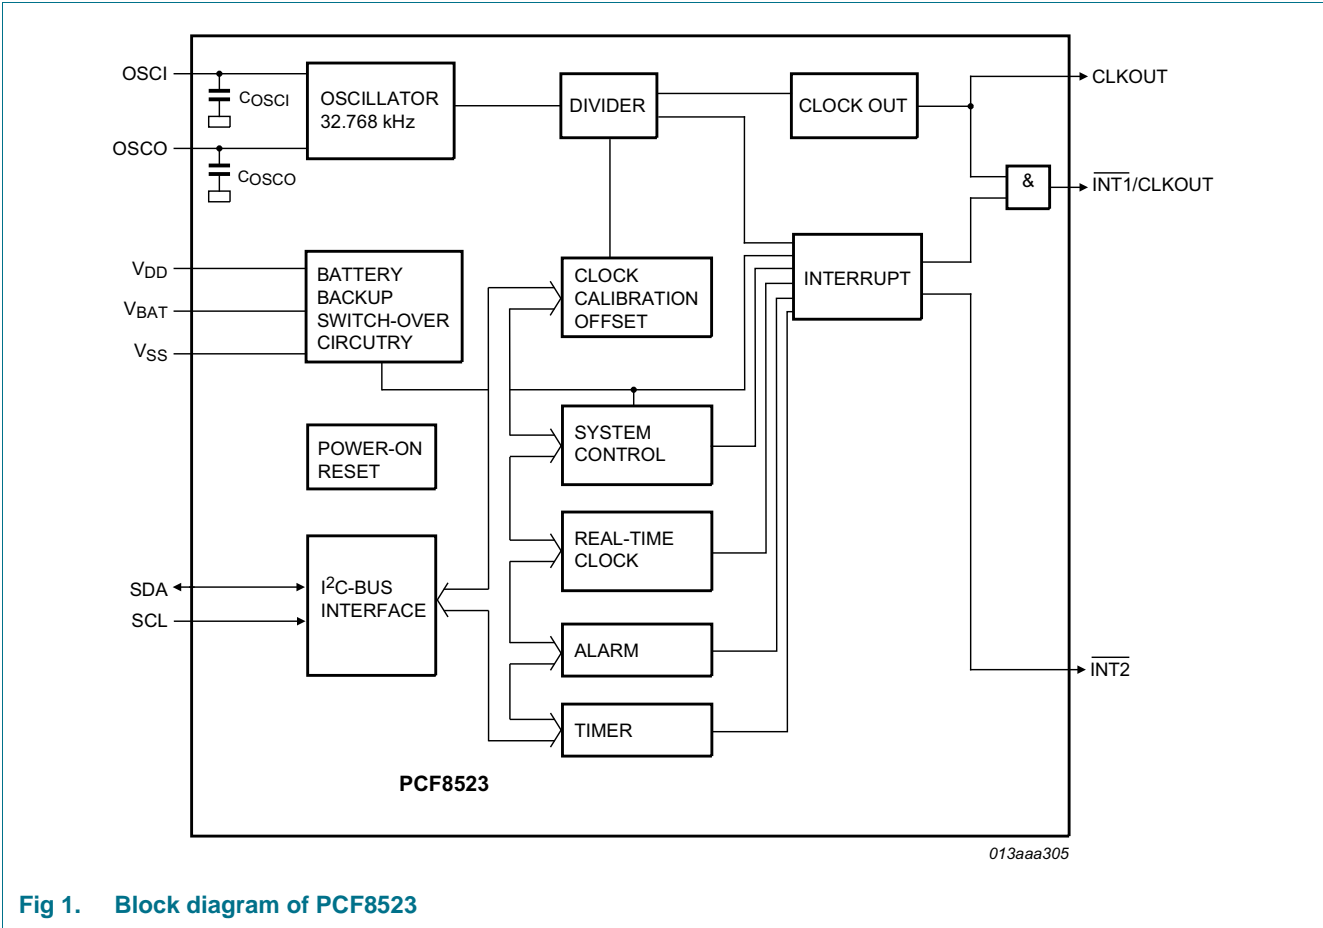 OSCI
COSCI
OSCILLATOR
32.768 kHz
OSCO
COSCO
DIVIDER
CLOCK OUT
CLKOUT
&
INT1/CLKOUT
VDD
VBAT
VSS
BATTERY
BACKUP
SWITCH-OVER
CIRCUTRY
CLOCK
CALIBRATION
OFFSET
INTERRUPT
POWER-ON
RESET
SYSTEM
CONTROL
REAL-TIME
CLOCK
SDA
SCL
I2C-BUS
INTERFACE
ALARM
INT2
TIMER
PCF8523
013aaa305
Fig 1. Block diagram of PCF8523